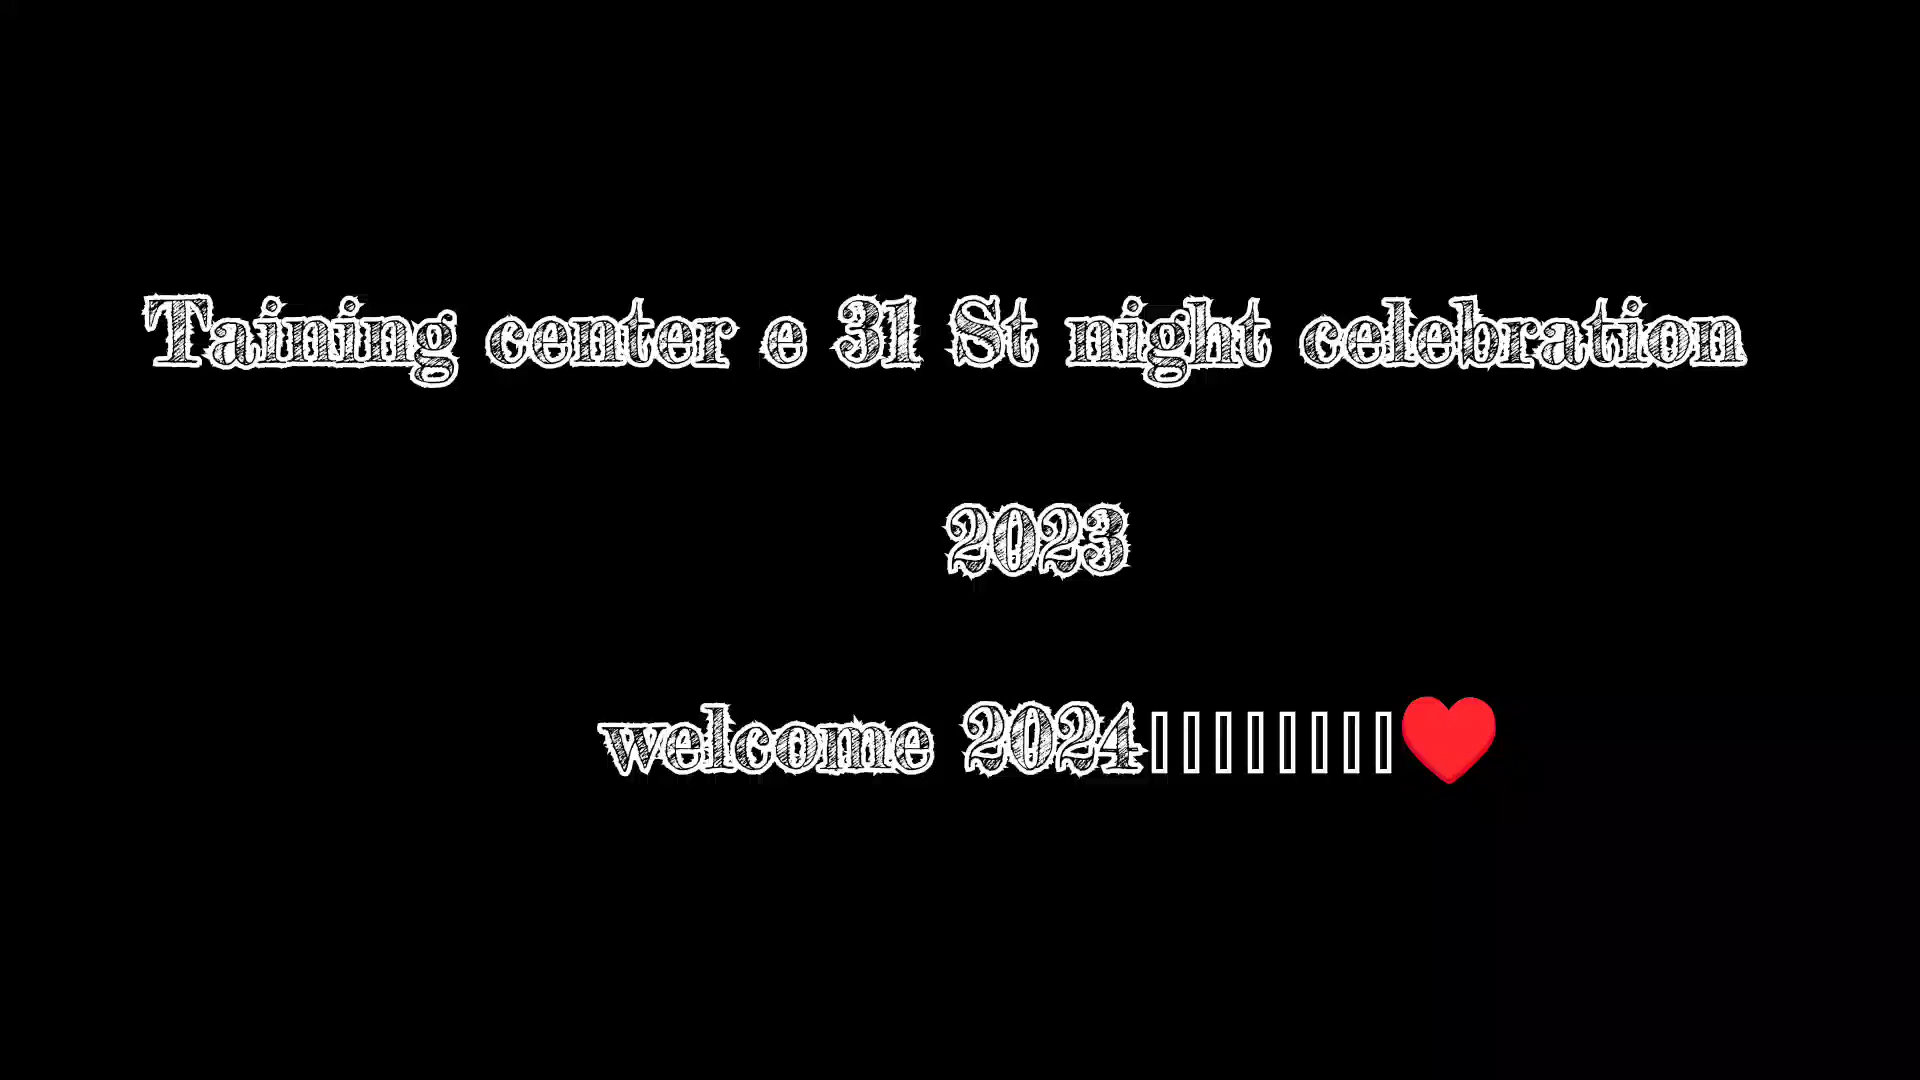 Taining center e 31 St night celebration
2023
welcome 2024▯▯▯▯▯▯▯▯❤️